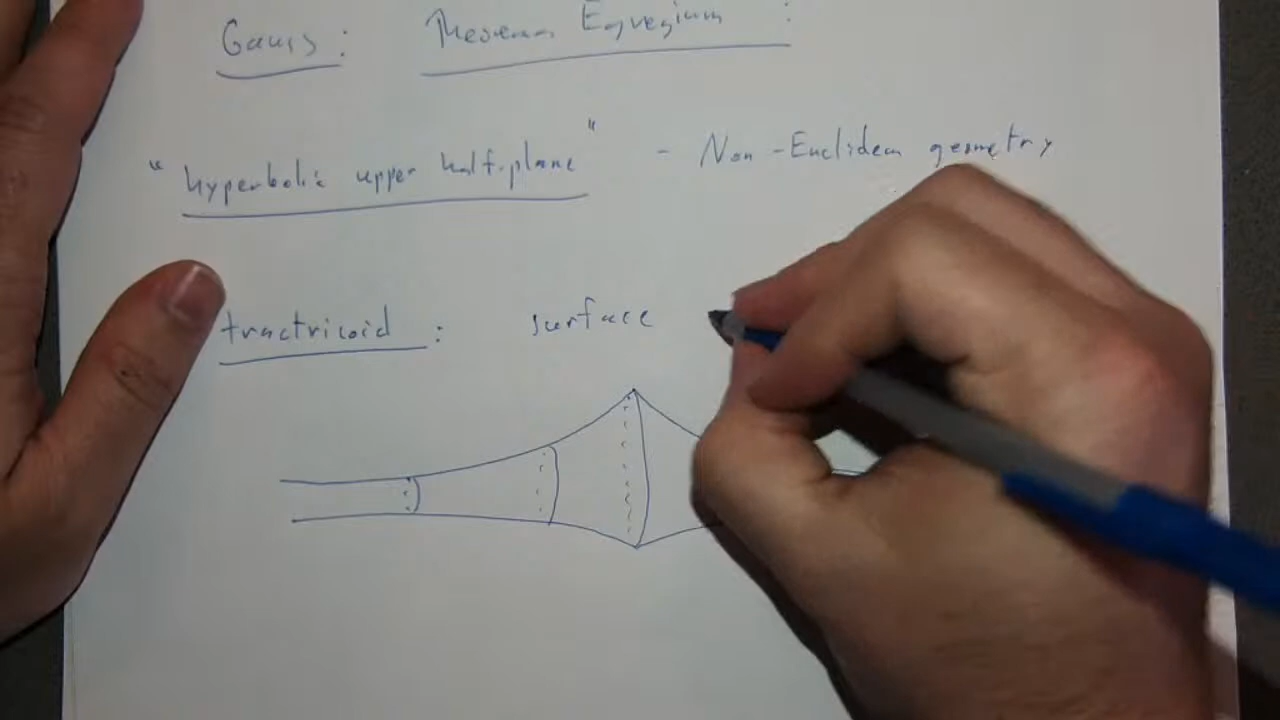 Gauss: Theorema Egregium :
"hyperbolic upper half-plane" - Non-Euclidean geometry
tractricoid : surface